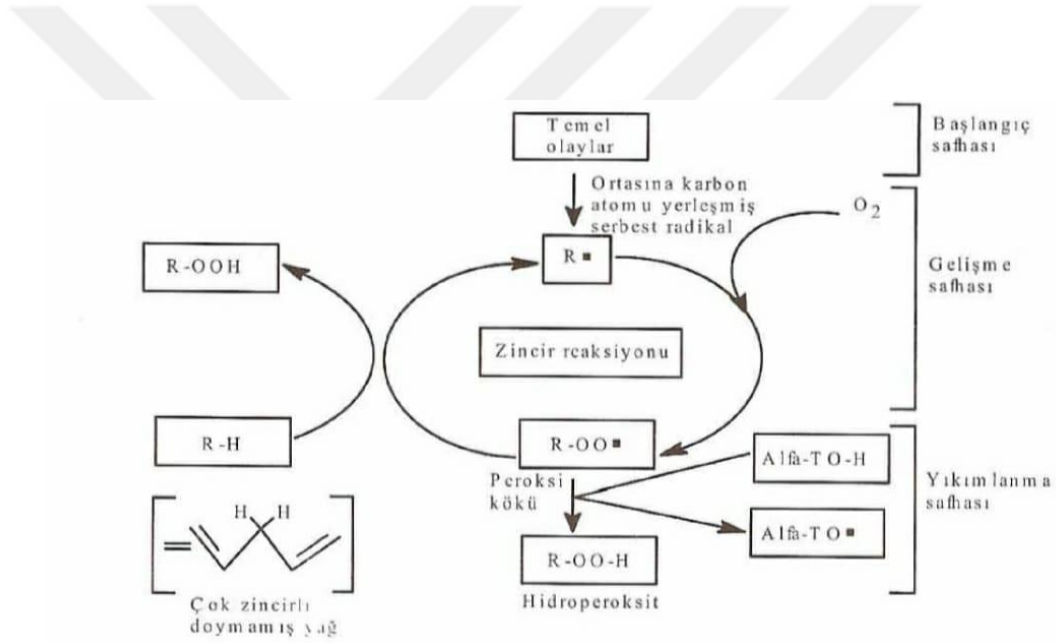 Temel
olaylar
Başlangıç
safhası
Ortasına karbon
atomu yerleşmiş
serbest radikal
O2
R■
R-OOH
Gelişme
safhası
Zincir reaksiyonu
R-H
R-OO■
Peroksi
kökü
Alfa-TO-H
Alfa-TO■
Yıkımlanma
safhası
R-OO-H
Hidroperoksit
H H
Çok zincirli
doymamış yağ